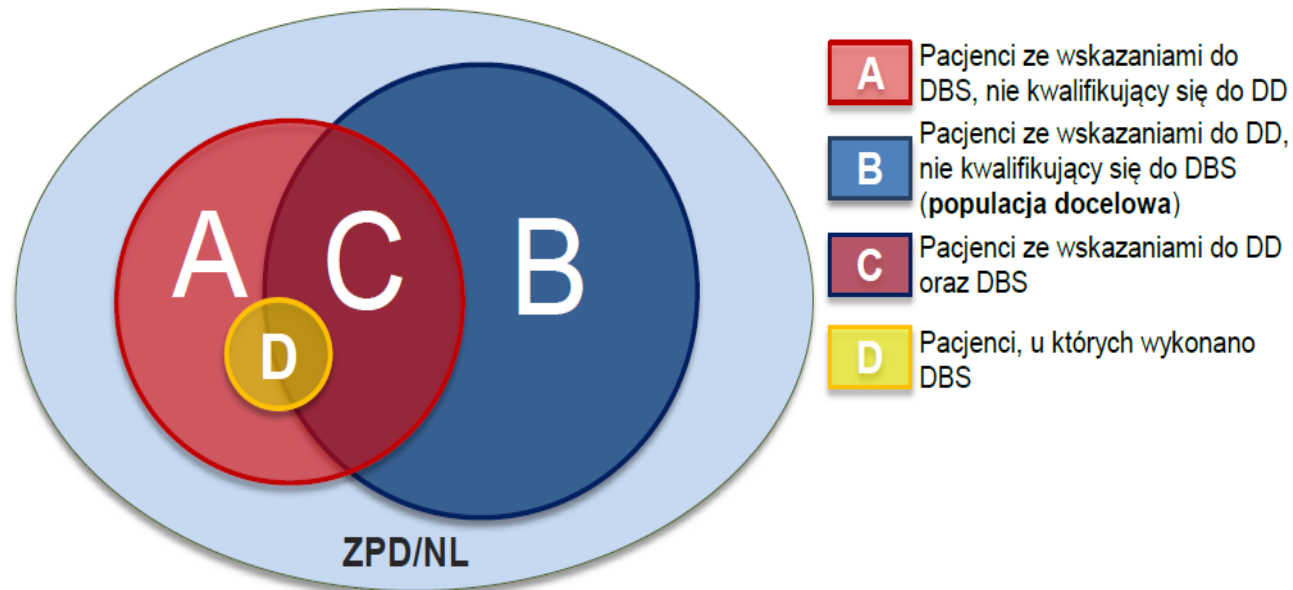 A
C
B
D
ZPD/NL
A
Pacjenci ze wskazaniami do
DBS, nie kwalifikujący się do DD
B
Pacjenci ze wskazaniami do DD,
nie kwalifikujący się do DBS
(populacja docelowa)
C
Pacjenci ze wskazaniami do DD
oraz DBS
D
Pacjenci, u których wykonano
DBS